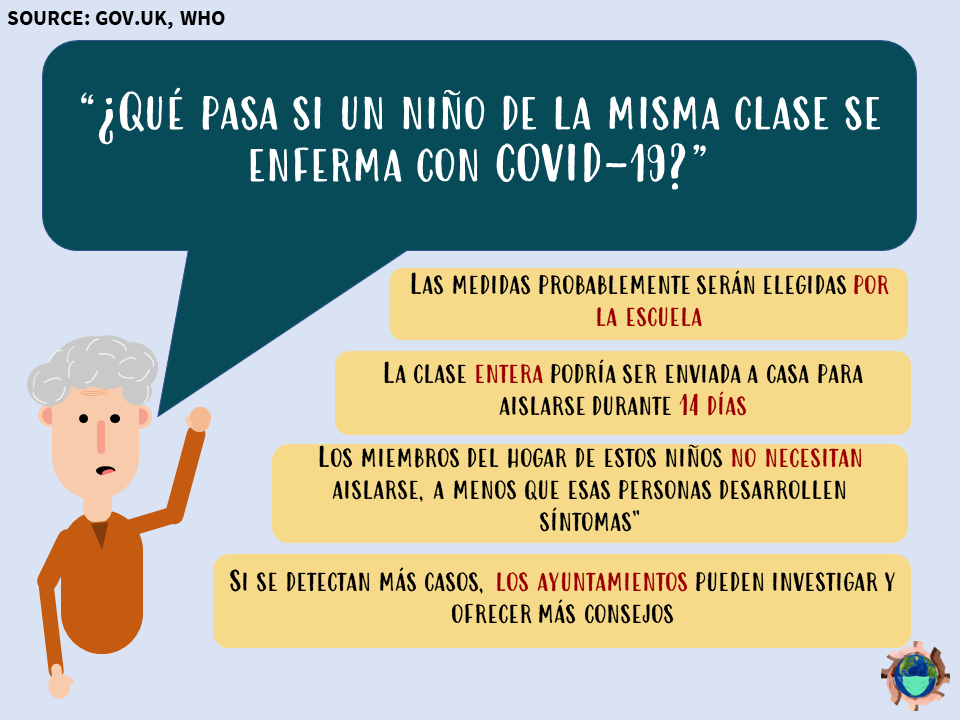 SOURCE: GOV.UK, WHO
“¿Qué pasa si un niño de la misma clase se
enferma con COVID-19?”
Las medidas probablemente serán elegidas por
la escuela
La clase entera podría ser enviada a casa para
aislarse durante 14 días
Los miembros del hogar de estos niños no necesitan
aislarse, a menos que esas personas desarrollen
síntomas"
Si se detectan más casos, los ayuntamientos pueden investigar y
ofrecer más consejos